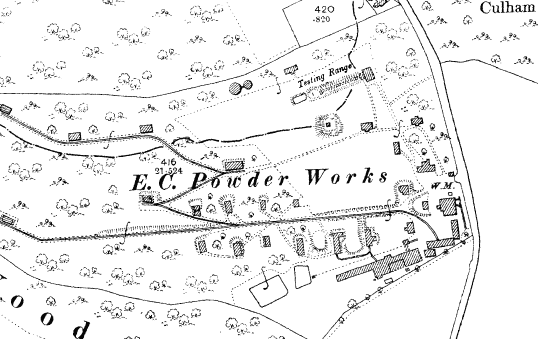 420
.820
Culham
Testing Range
416
21.524
E.C. Powder Works
W.M.
ood